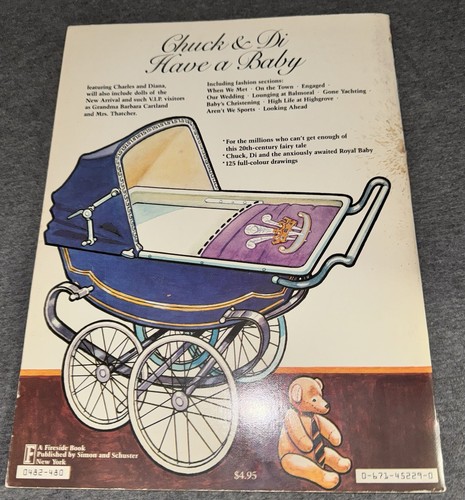 Chuck & Di
Have a Baby
featuring Charles and Diana,
will also include dolls of the
New Arrival and such V.I.P. visitors
as Grandma Barbara Cartland
and Mrs. Thatcher.
Including fashion sections:
When We Met · On the Town · Engaged ·
Our Wedding · Lounging at Balmoral · Gone Yachting ·
Baby's Christening · High Life at Highgrove ·
Aren't We Sports · Looking Ahead
• For the millions who can't get enough of
this 20th-century fairy tale
• Chuck, Di and the anxiously awaited Royal Baby
• 125 full-colour drawings
F
A Fireside Book
Published by Simon and Schuster
New York
0482-480
$4.95
0-671-45229-0